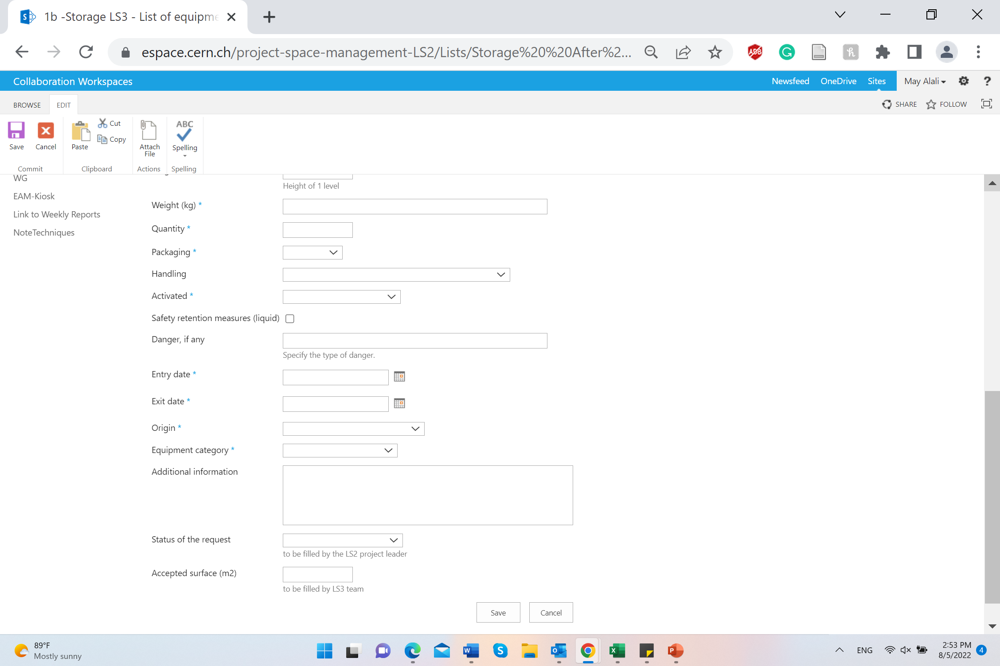 1b -Storage LS3 - List of equipme
espace.cern.ch/project-space-management-LS2/Lists/Storage%20%20After%2...
Collaboration Workspaces
Newsfeed OneDrive Sites May Alali ?
BROWSE EDIT
SHARE FOLLOW
Save Cancel Paste Cut Copy Attach File ABC Spelling
Commit Clipboard Actions Spelling
WG
EAM-Kiosk
Link to Weekly Reports
NoteTechniques
Height of 1 level
Weight (kg) *
Quantity *
Packaging *
Handling
Activated *
Safety retention measures (liquid)
Danger, if any
Specify the type of danger.
Entry date *
Exit date *
Origin *
Equipment category *
Additional information
Status of the request
to be filled by the LS2 project leader
Accepted surface (m2)
to be filled by LS3 team
Save Cancel
89°F
Mostly sunny
ENG
2:53 PM
8/5/2022
4